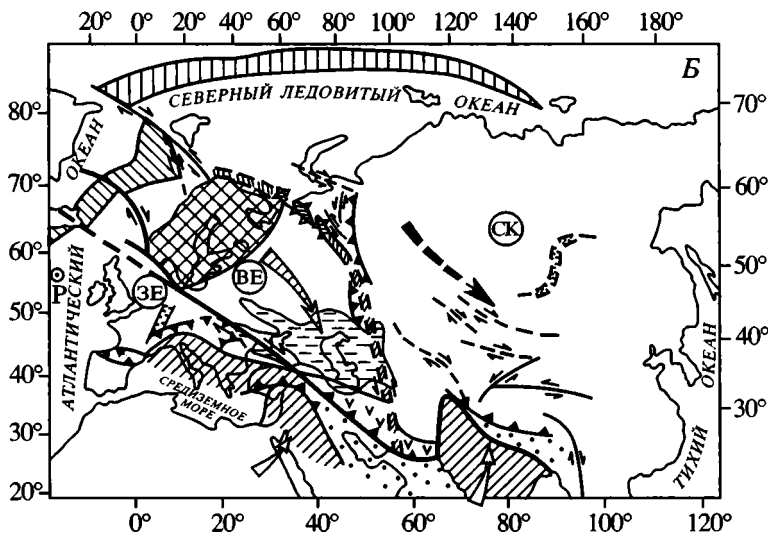 20° 0° 20° 40° 60° 80° 100° 120° 140° 160° 180°
Б
СЕВЕРНЫЙ ЛЕДОВИТЫЙ ОКЕАН
80°
70°
ОКЕАН
70°
60°
СК
60°
50°
ВЕ
Р
ЗЕ
АТЛАНТИЧЕСКИЙ
50°
40°
ОКЕАН
40°
СРЕДИЗЕМНОЕ
МОРЕ
30°
30°
ТИХИЙ
20°
0° 20° 40° 60° 80° 100° 120°